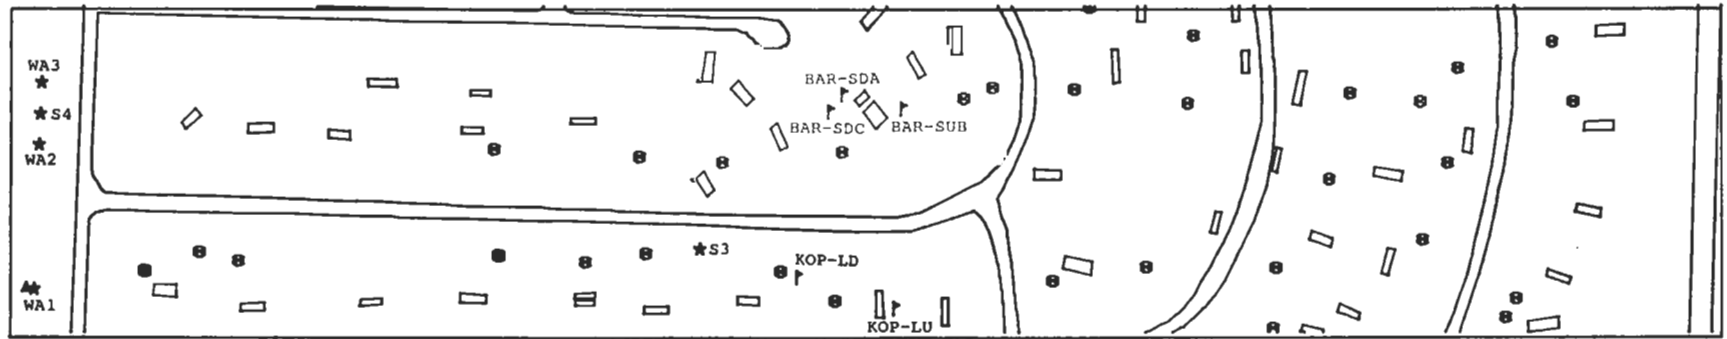 WA3
S4
WA2
BAR-SDA
BAR-SDC
BAR-SUB
S3
KOP-LD
WA1
KOP-LU